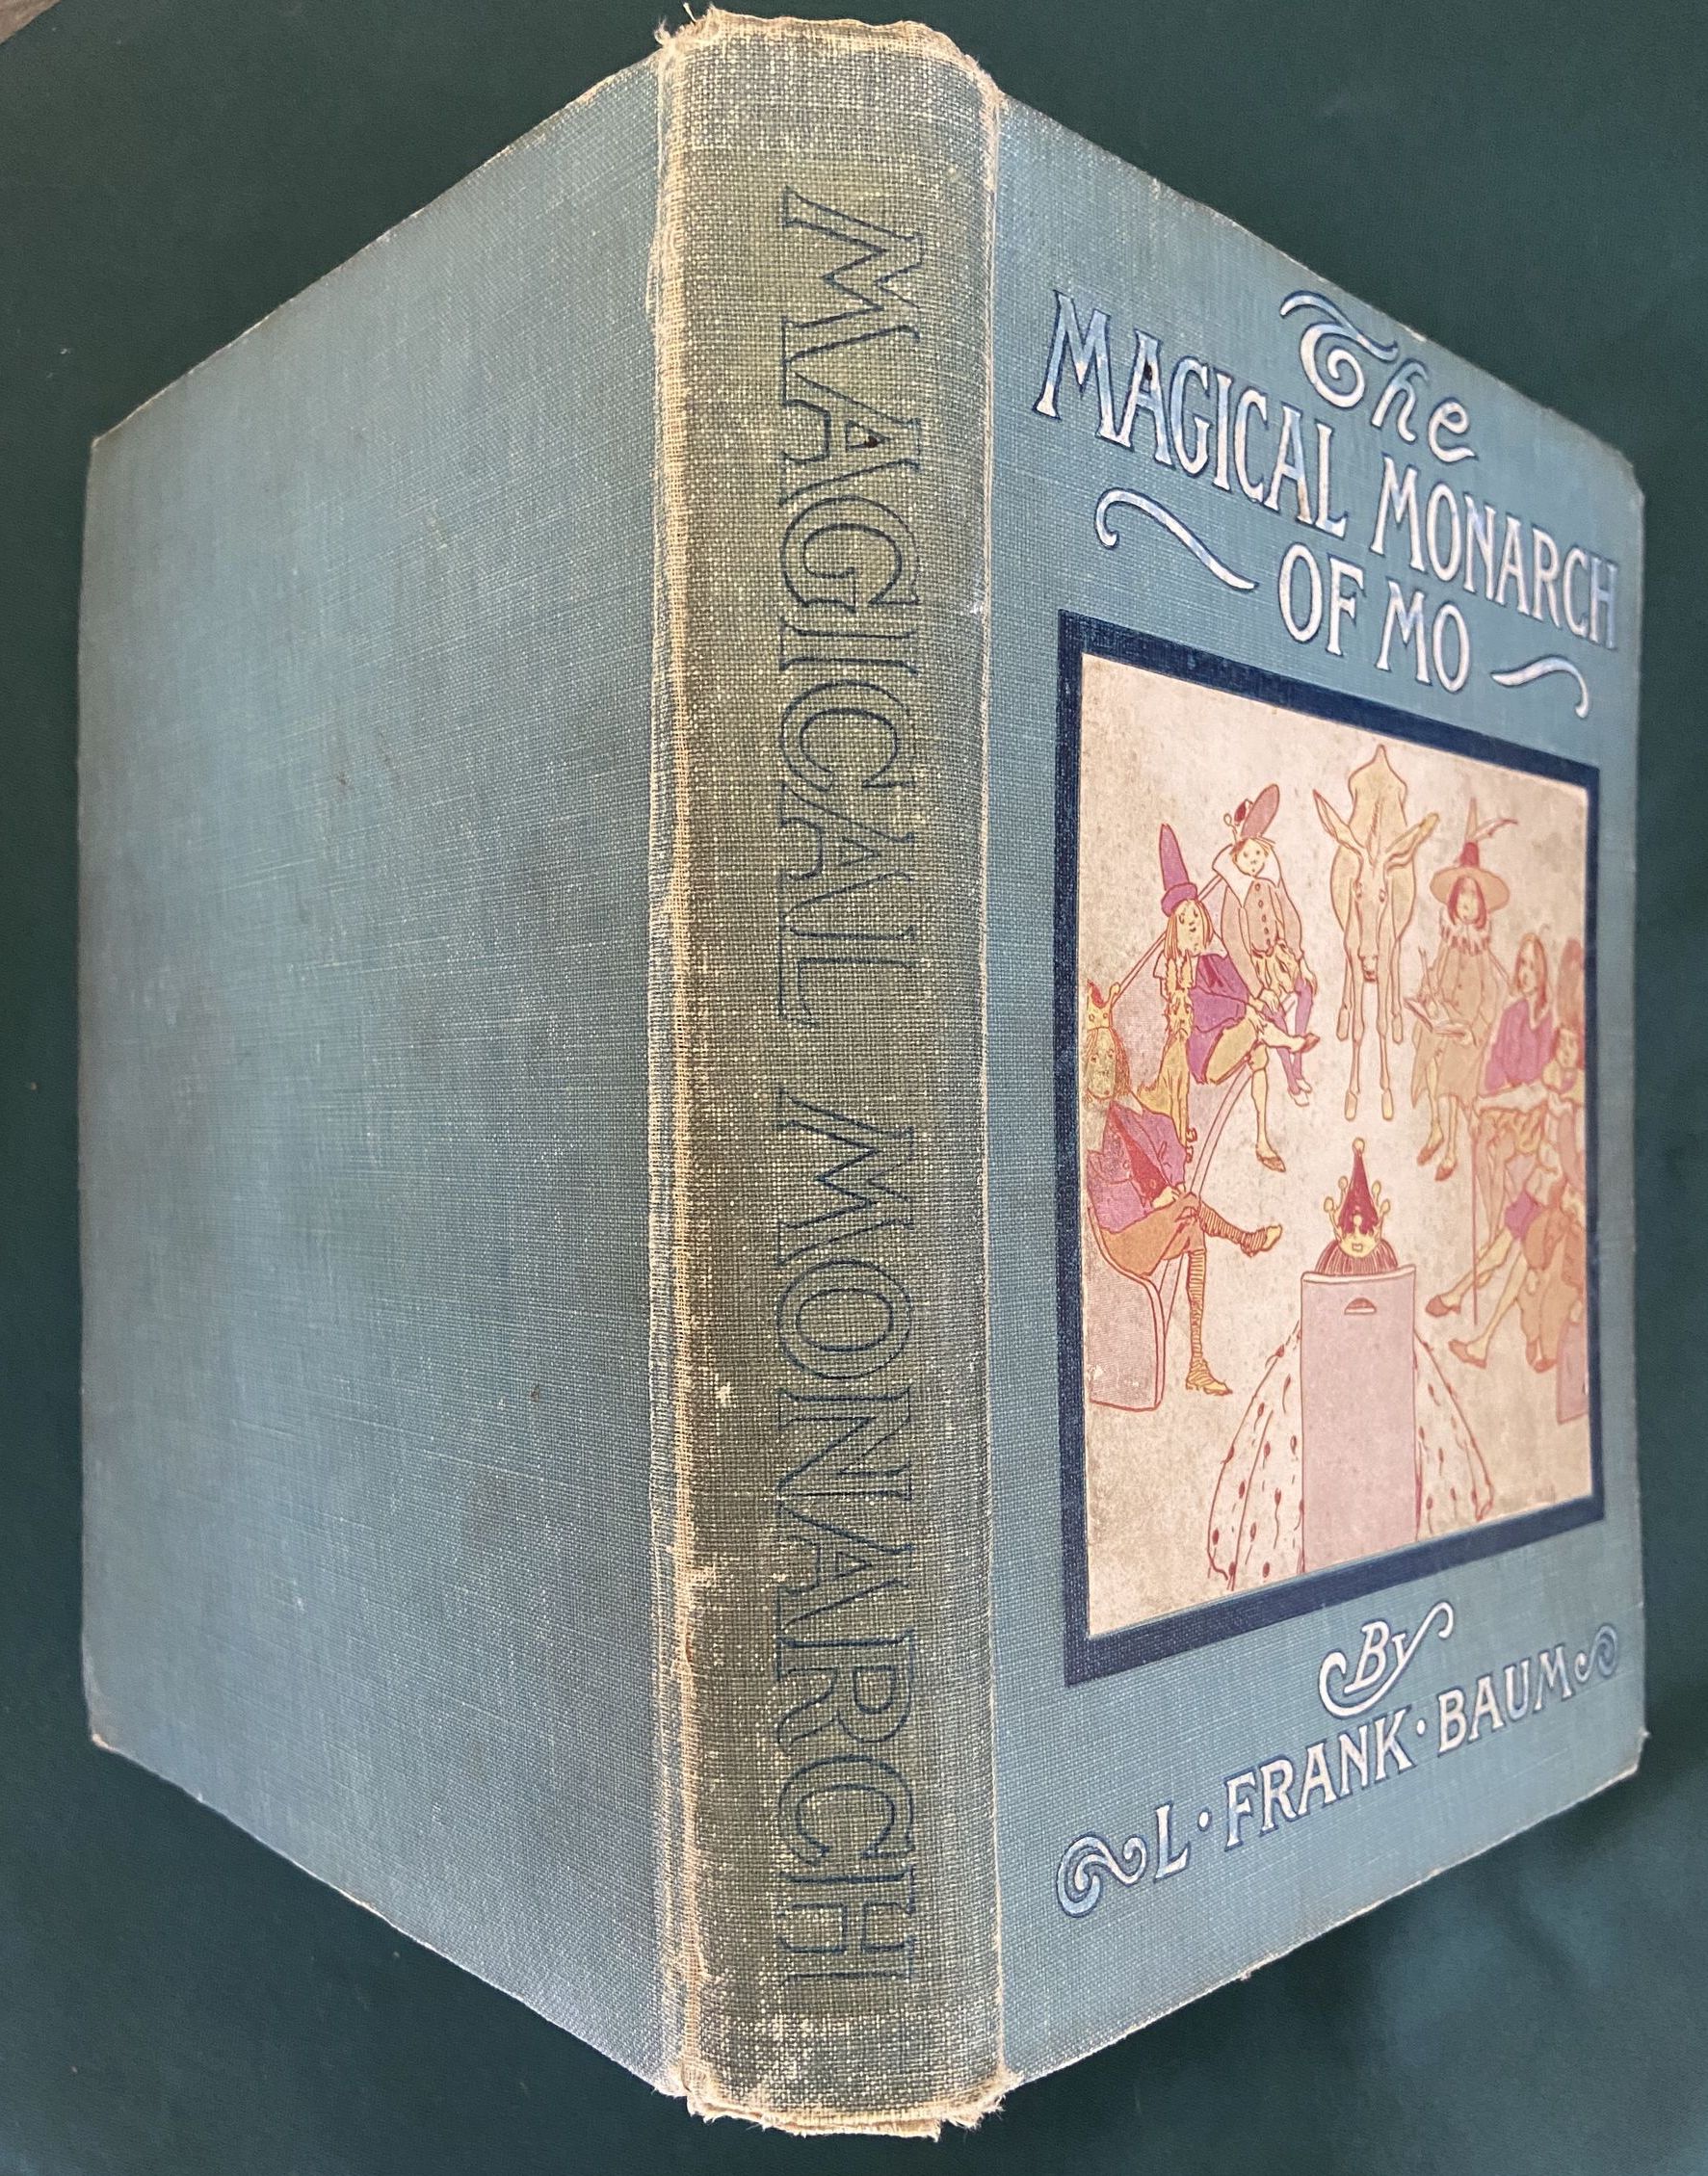 MAGICAL MONARCH
The
MAGICAL MONARCH
OF MO
By
L · FRANK · BAUM